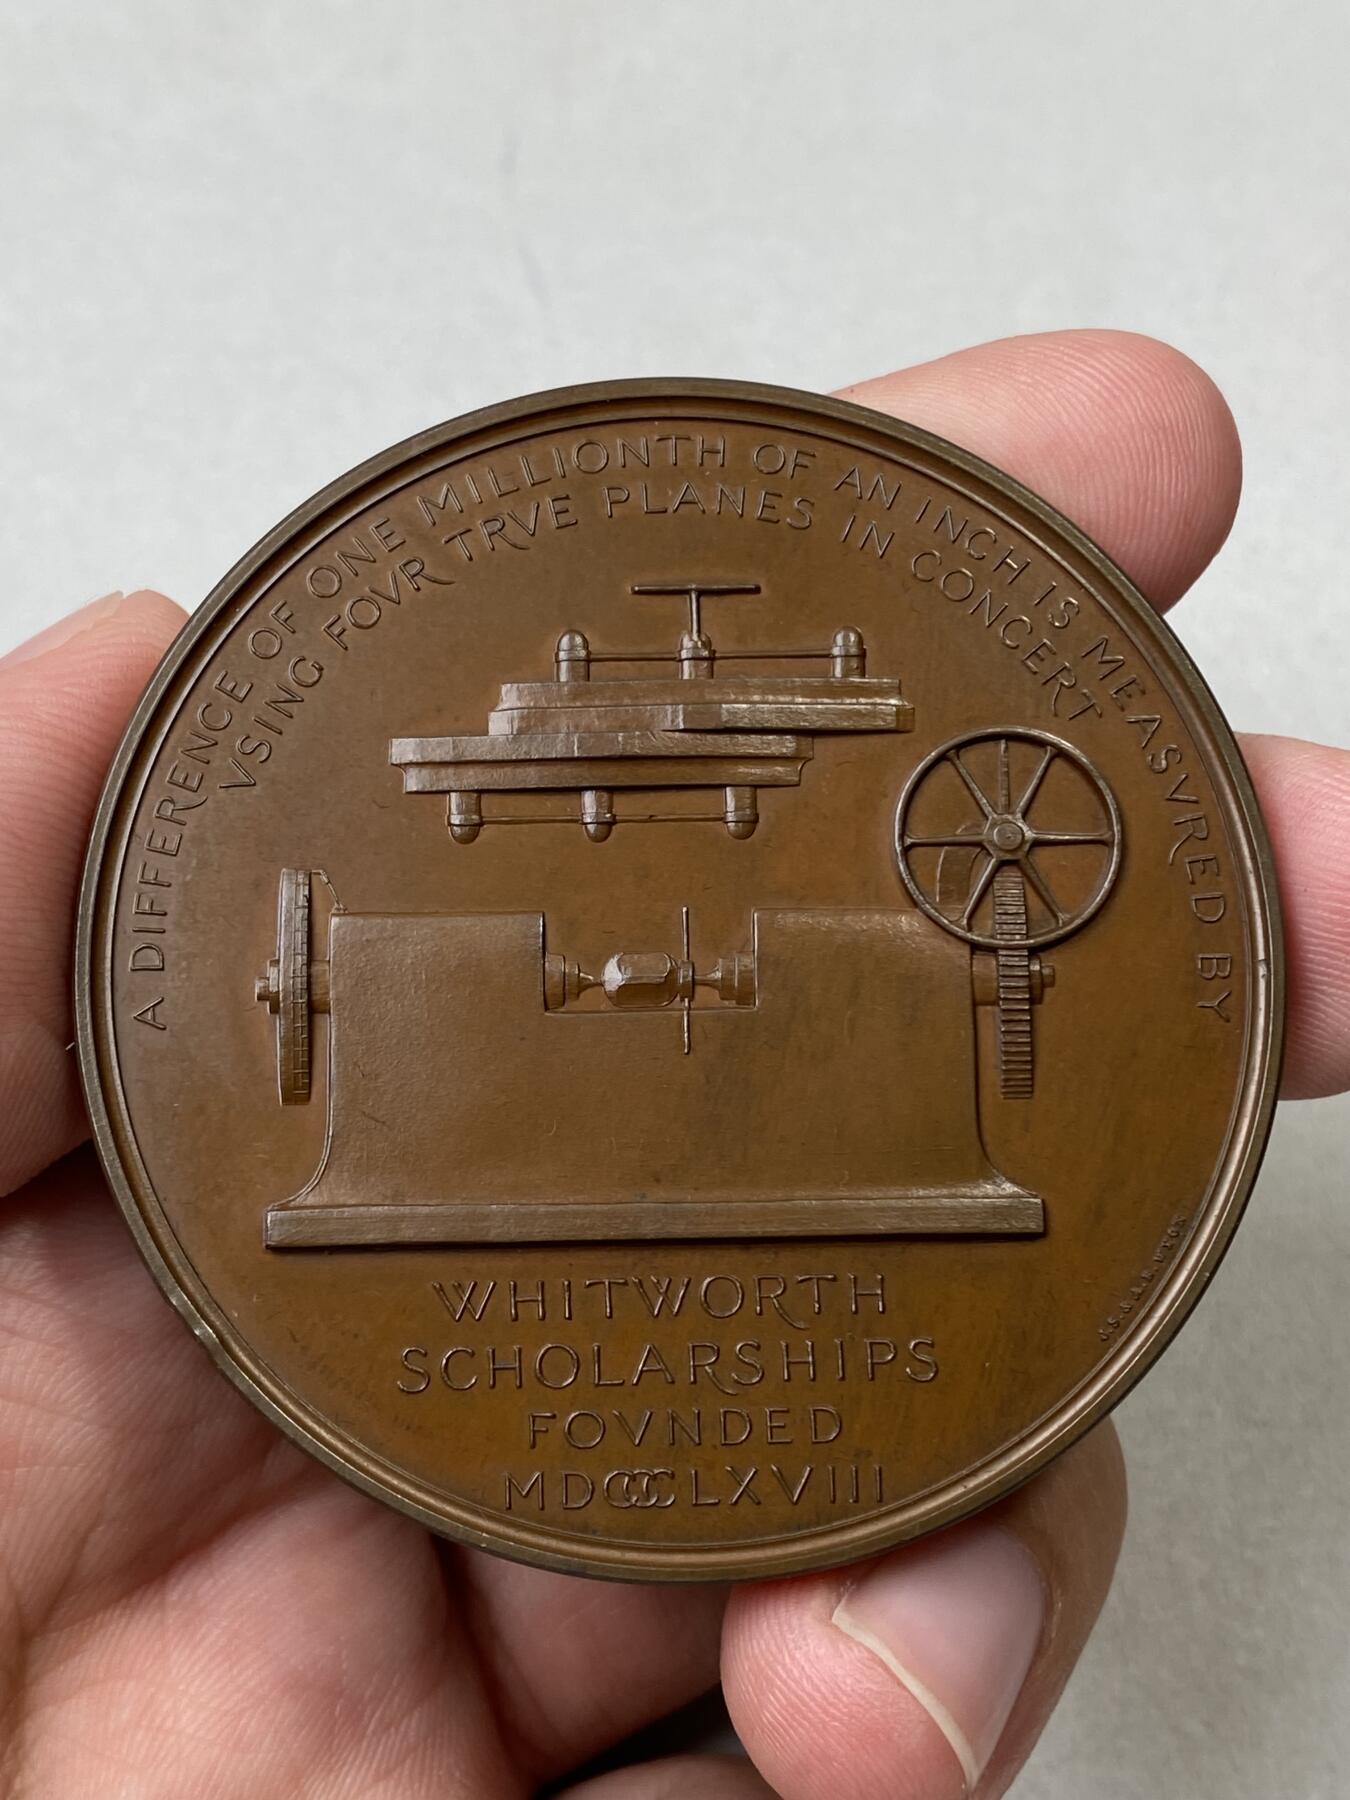 A DIFFERENCE OF ONE MILLIONTH OF AN INCH IS MEASVRED BY
VSING FOVR TRVE PLANES IN CONCERT
WHITWORTH
SCHOLARSHIPS
FOVNDED
MDCCCLXVIII